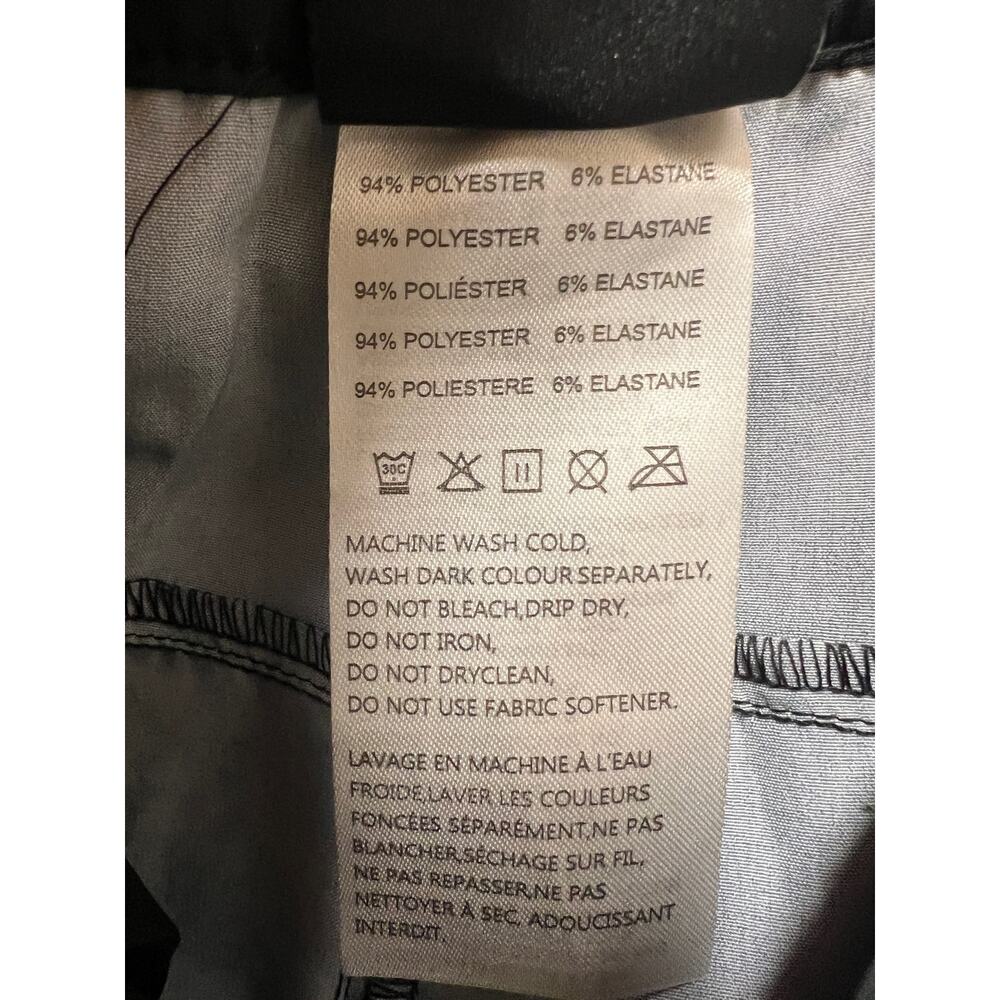 94% POLYESTER 6% ELASTANE
94% POLYESTER 6% ELASTANE
94% POLIÉSTER 6% ELASTANE
94% POLYESTER 6% ELASTANE
94% POLIESTERE 6% ELASTANE
30C
MACHINE WASH COLD,
WASH DARK COLOUR SEPARATELY,
DO NOT BLEACH,DRIP DRY,
DO NOT IRON,
DO NOT DRYCLEAN,
DO NOT USE FABRIC SOFTENER.
LAVAGE EN MACHINE À L'EAU
FROIDE,LAVER LES COULEURS
FONCÉES SÉPARÉMENT,NE PAS
BLANCHER,SÉCHAGE SUR FIL,
NE PAS REPASSER,NE PAS
NETTOYER À SEC, ADOUCISSANT
INTERDIT.